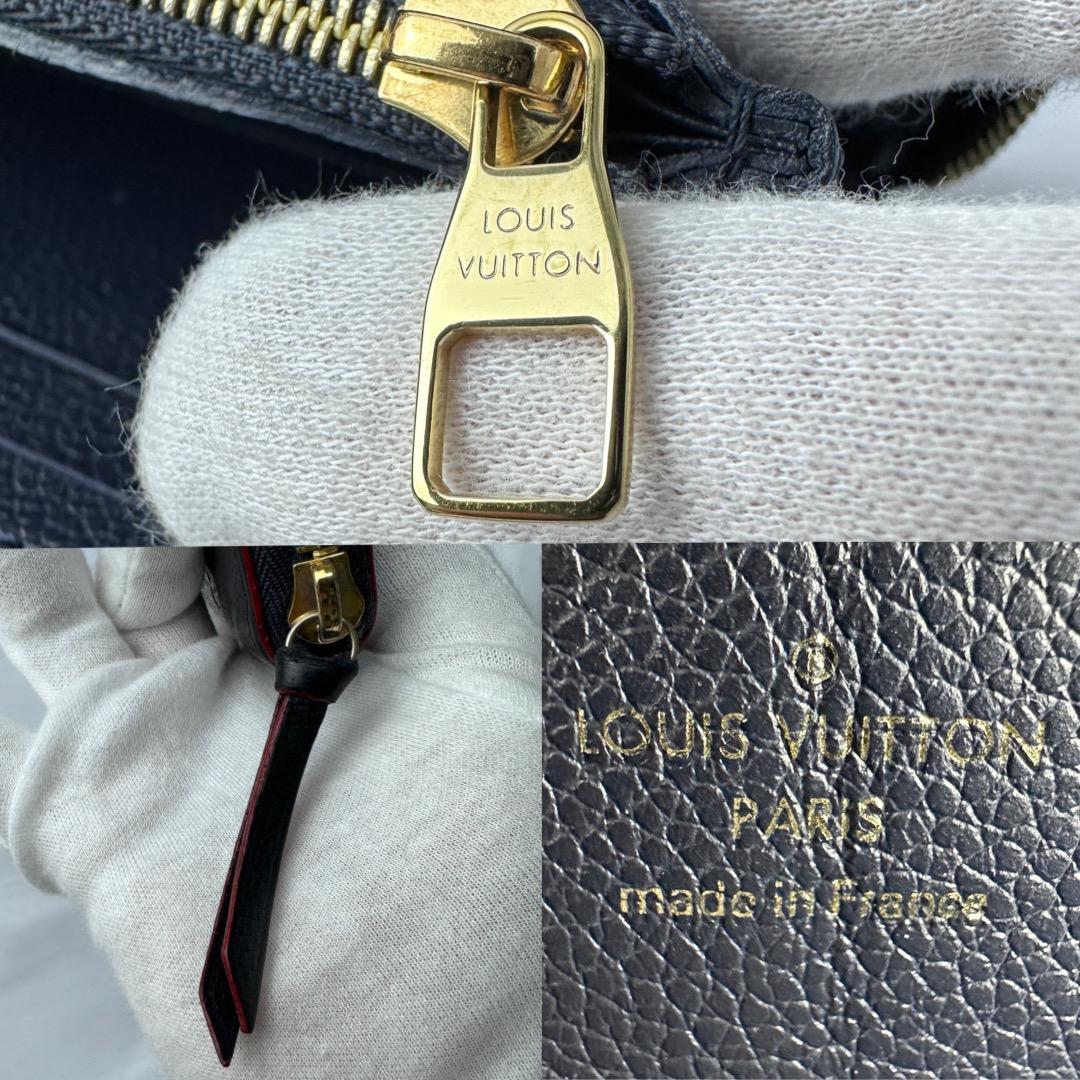 LOUIS
VUITTON
®
LOUIS VUITTON
PARIS
made in France